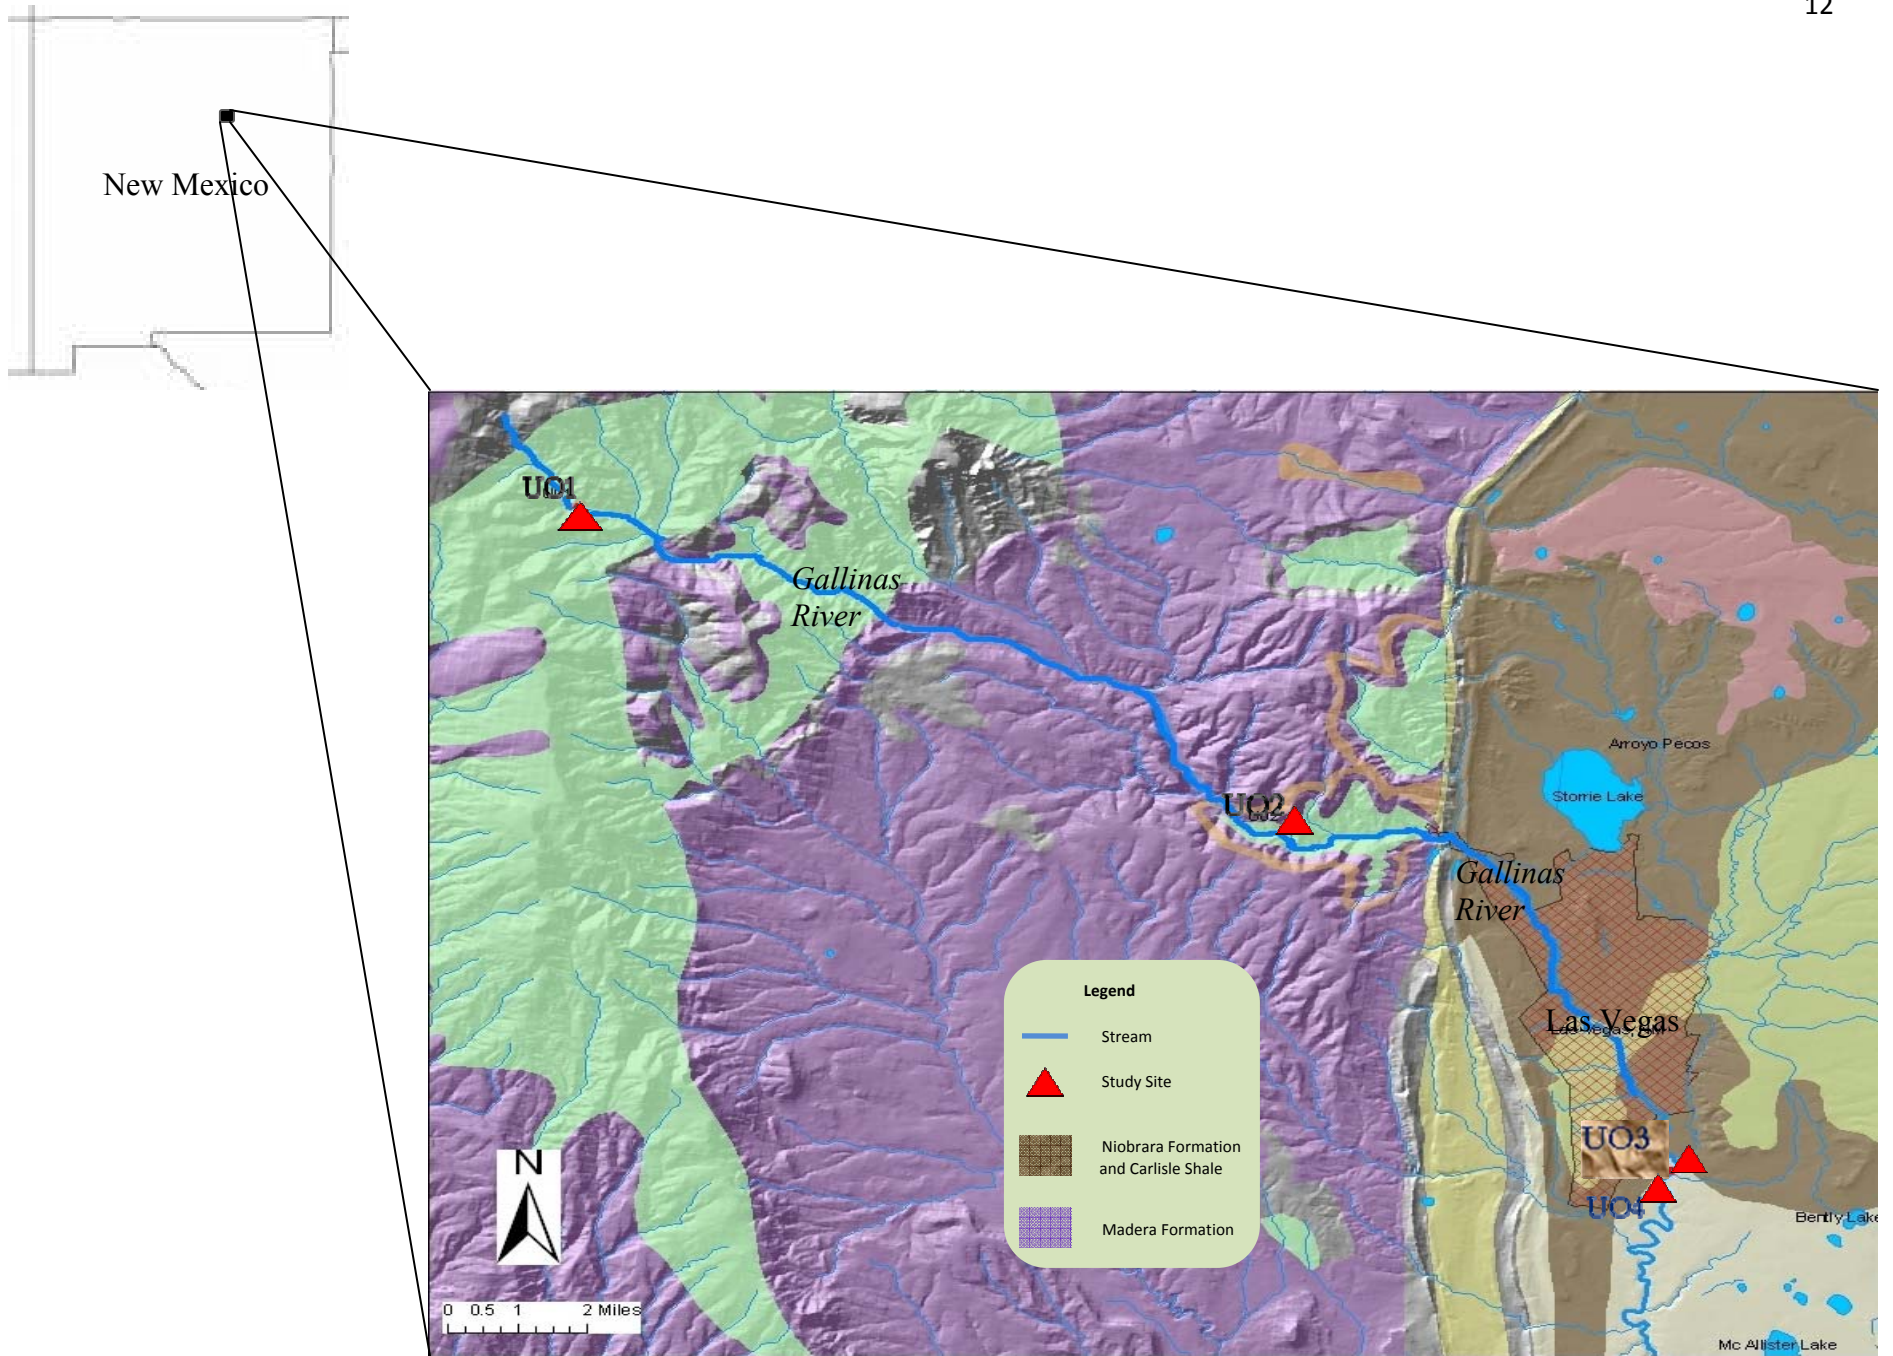 12
New Mexico
UO1
Gallinas
River
Arroyo Pecos
Storrie Lake
UO2
Gallinas
River
Las Vegas
Legend
Stream
Study Site
Niobrara Formation
and Carlisle Shale
Madera Formation
UO3
UO4
N
Bently Lake
0 0.5 1 2 Miles
Mc Allister Lake